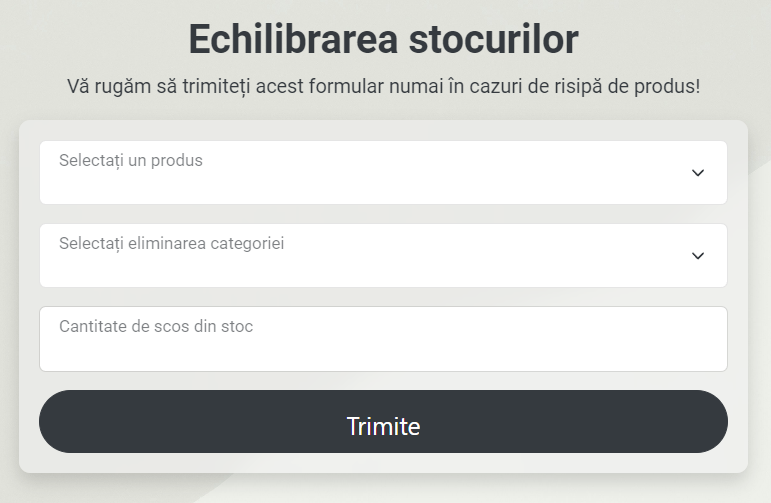 Echilibrarea stocurilor
Vă rugăm să trimiteți acest formular numai în cazuri de risipă de produs!
Selectați un produs
Selectați eliminarea categoriei
Cantitate de scos din stoc
Trimite